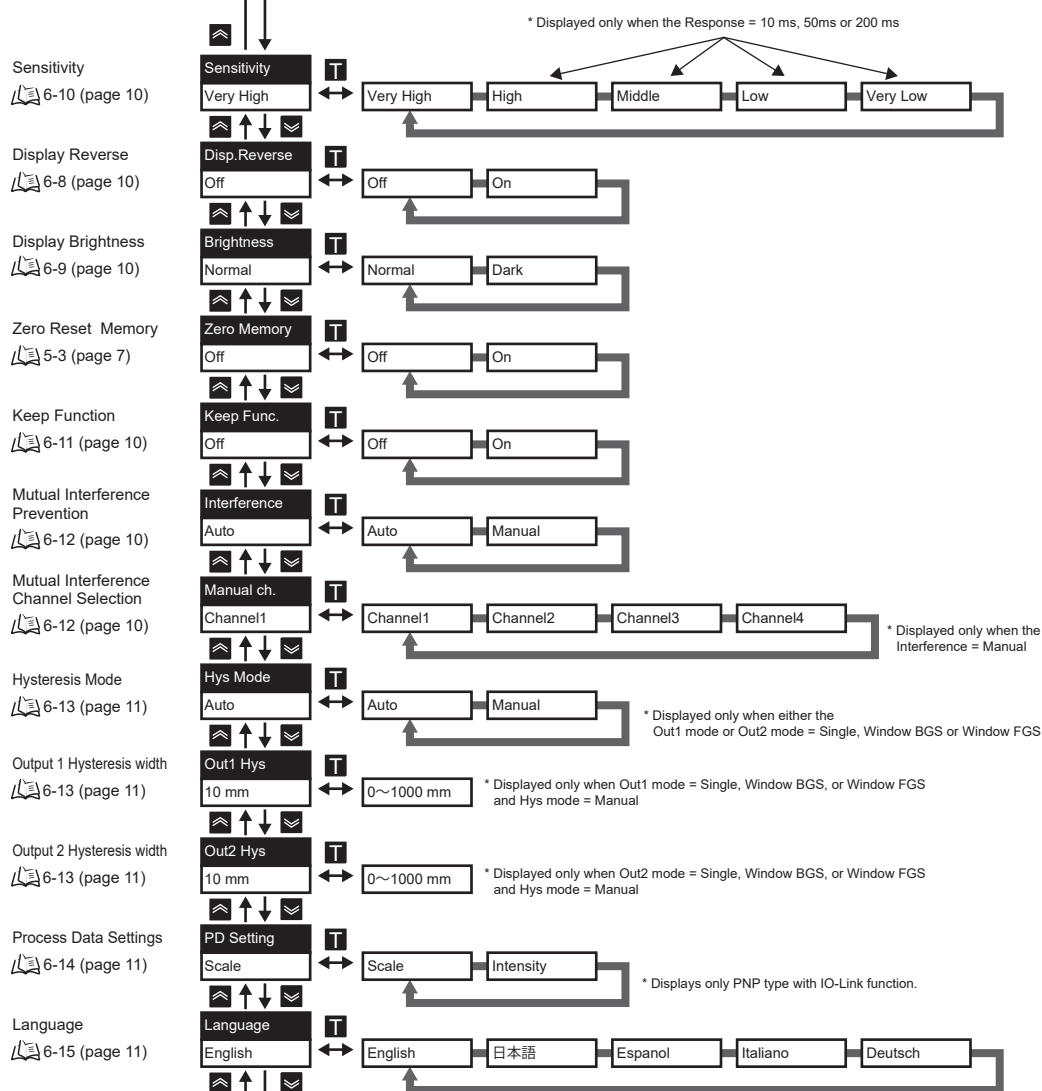 * Displayed only when the Response = 10 ms, 50ms or 200 ms
Sensitivity
6-10 (page 10)
Sensitivity
Very High
T
Very High
High
Middle
Low
Very Low
Display Reverse
6-8 (page 10)
Disp.Reverse
Off
T
Off
On
Display Brightness
6-9 (page 10)
Brightness
Normal
T
Normal
Dark
Zero Reset Memory
5-3 (page 7)
Zero Memory
Off
T
Off
On
Keep Function
6-11 (page 10)
Keep Func.
Off
T
Off
On
Mutual Interference
Prevention
6-12 (page 10)
Interference
Auto
T
Auto
Manual
Mutual Interference
Channel Selection
6-12 (page 10)
Manual ch.
Channel1
T
Channel1
Channel2
Channel3
Channel4
* Displayed only when the
Interference = Manual
Hysteresis Mode
6-13 (page 11)
Hys Mode
Auto
T
Auto
Manual
* Displayed only when either the
Out1 mode or Out2 mode = Single, Window BGS or Window FGS
Output 1 Hysteresis width
6-13 (page 11)
Out1 Hys
10 mm
T
0～1000 mm
* Displayed only when Out1 mode = Single, Window BGS, or Window FGS
and Hys mode = Manual
Output 2 Hysteresis width
6-13 (page 11)
Out2 Hys
10 mm
T
0～1000 mm
* Displayed only when Out2 mode = Single, Window BGS, or Window FGS
and Hys mode = Manual
Process Data Settings
6-14 (page 11)
PD Setting
Scale
T
Scale
Intensity
* Displays only PNP type with IO-Link function.
Language
6-15 (page 11)
Language
English
T
English
日本語
Espanol
Italiano
Deutsch